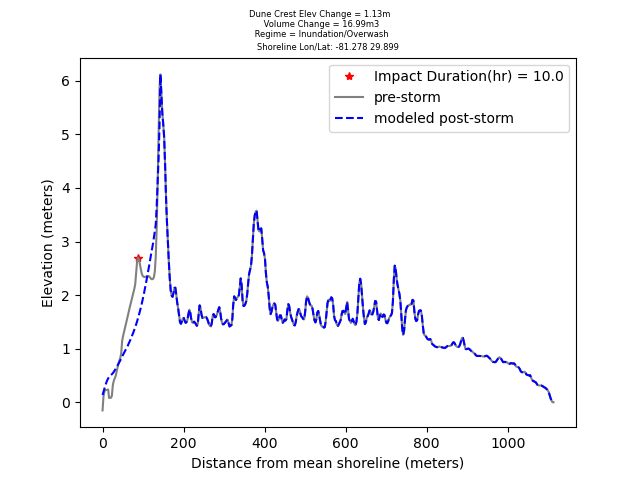 Dune Crest Elev Change = 1.13m
Volume Change = 16.99m3
Regime = Inundation/Overwash
Shoreline Lon/Lat: -81.278 29.899
Impact Duration(hr) = 10.0
pre-storm
modeled post-storm
6
5
4
3
2
1
0
Elevation (meters)
0 200 400 600 800 1000
Distance from mean shoreline (meters)